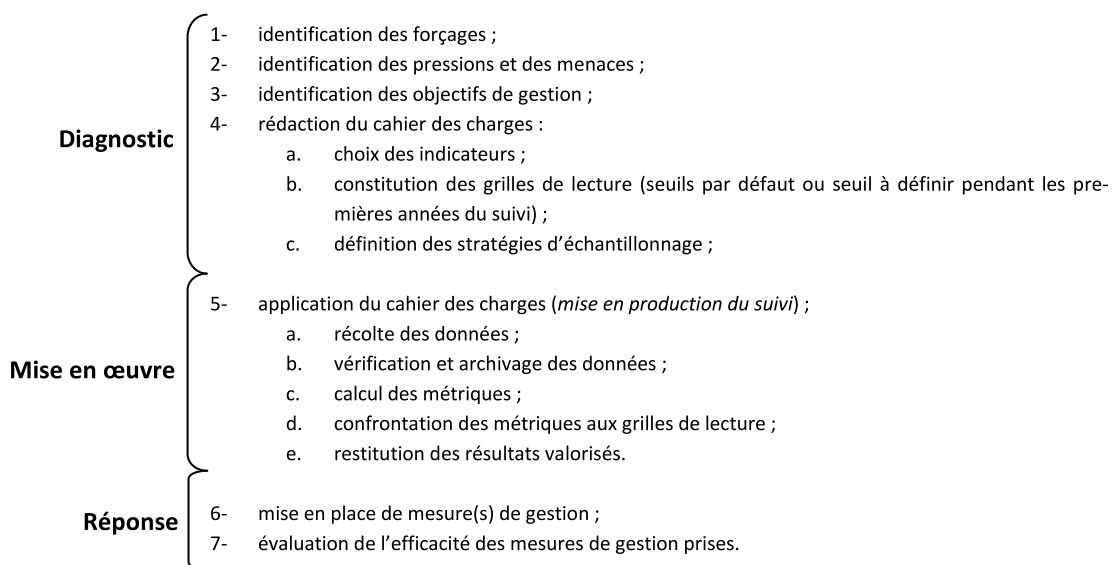 Diagnostic
1- identification des forçages ;
2- identification des pressions et des menaces ;
3- identification des objectifs de gestion ;
4- rédaction du cahier des charges :
a. choix des indicateurs ;
b. constitution des grilles de lecture (seuils par défaut ou seuil à définir pendant les pre-
mières années du suivi) ;
c. définition des stratégies d’échantillonnage ;
Mise en œuvre
5- application du cahier des charges (mise en production du suivi) ;
a. récolte des données ;
b. vérification et archivage des données ;
c. calcul des métriques ;
d. confrontation des métriques aux grilles de lecture ;
e. restitution des résultats valorisés.
Réponse
6- mise en place de mesure(s) de gestion ;
7- évaluation de l’efficacité des mesures de gestion prises.